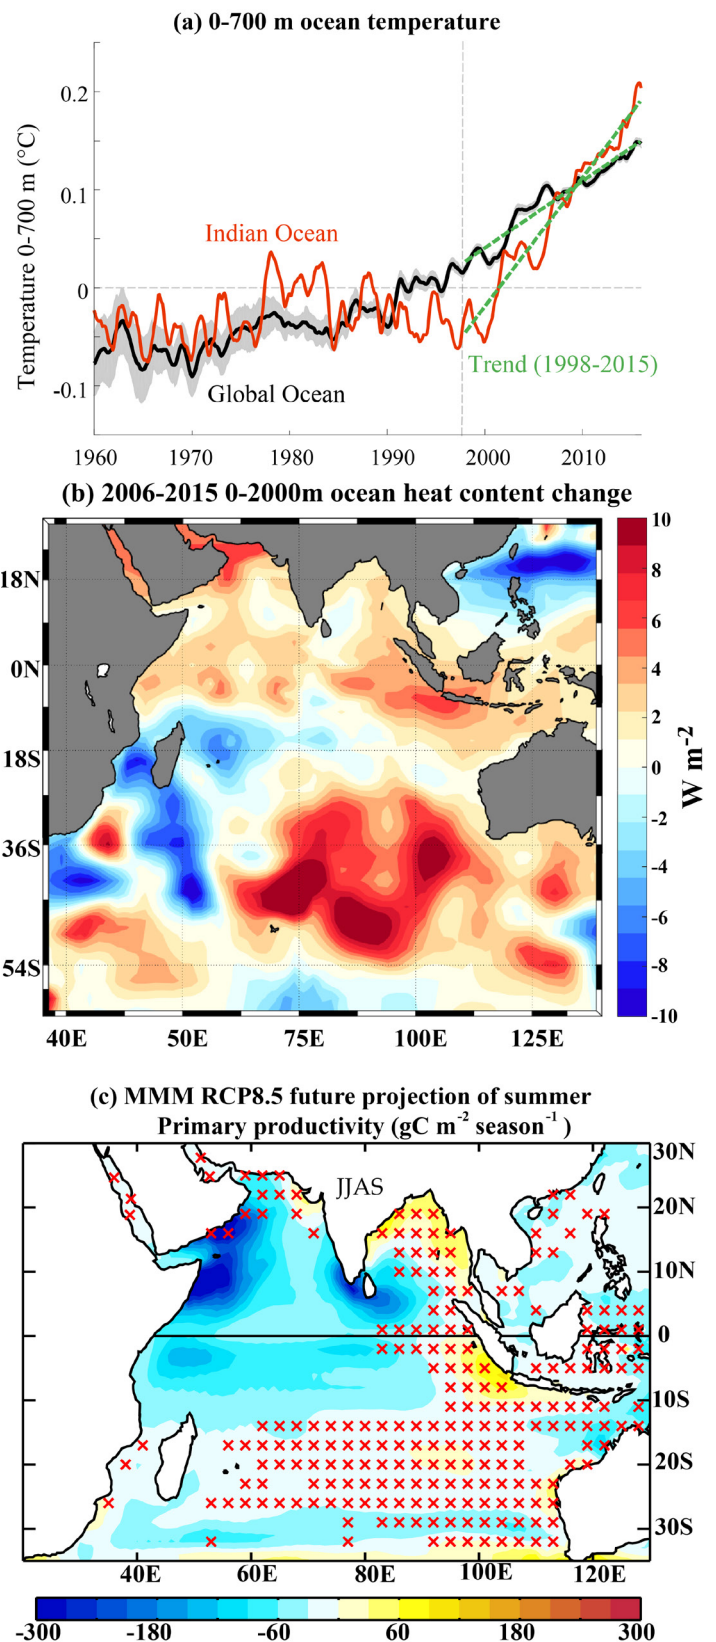 (a) 0-700 m ocean temperature
Temperature 0-700 m (°C)
0.2
0.1
0
-0.1
Indian Ocean
Global Ocean
Trend (1998-2015)
1960 1970 1980 1990 2000 2010
(b) 2006-2015 0-2000m ocean heat content change
18N
0N
18S
36S
54S
40E 50E 75E 100E 125E
10
8
6
4
2
0
-2
-4
-6
-8
-10
W m⁻²
(c) MMM RCP8.5 future projection of summer
Primary productivity (gC m⁻² season⁻¹)
JJAS
30N
20N
10N
0
10S
20S
30S
40E 60E 80E 100E 120E
-300 -180 -60 60 180 300